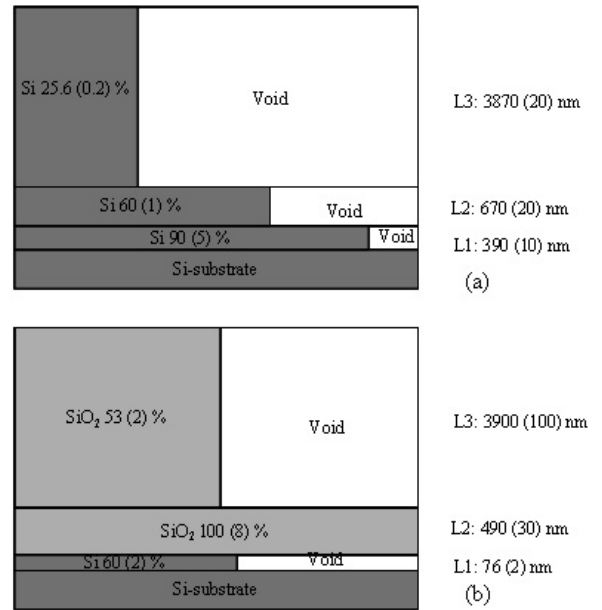 Si 25.6 (0.2) %
Void
L3: 3870 (20) nm
Si 60 (1) %
Void
L2: 670 (20) nm
Si 90 (5) %
Void
L1: 390 (10) nm
Si-substrate
(a)
SiO₂ 53 (2) %
Void
L3: 3900 (100) nm
SiO₂ 100 (8) %
L2: 490 (30) nm
Si 60 (2) %
Void
L1: 76 (2) nm
Si-substrate
(b)